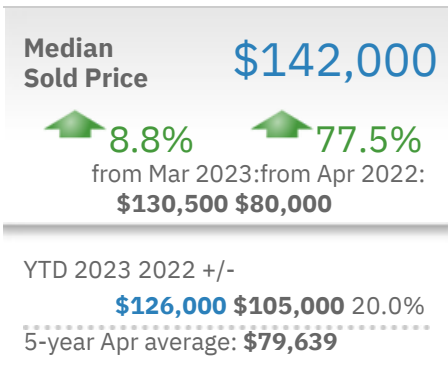 Median
Sold Price
$142,000
8.8%
77.5%
from Mar 2023:from Apr 2022:
$130,500 $80,000
YTD 2023 2022 +/-
$126,000 $105,000 20.0%
5-year Apr average: $79,639